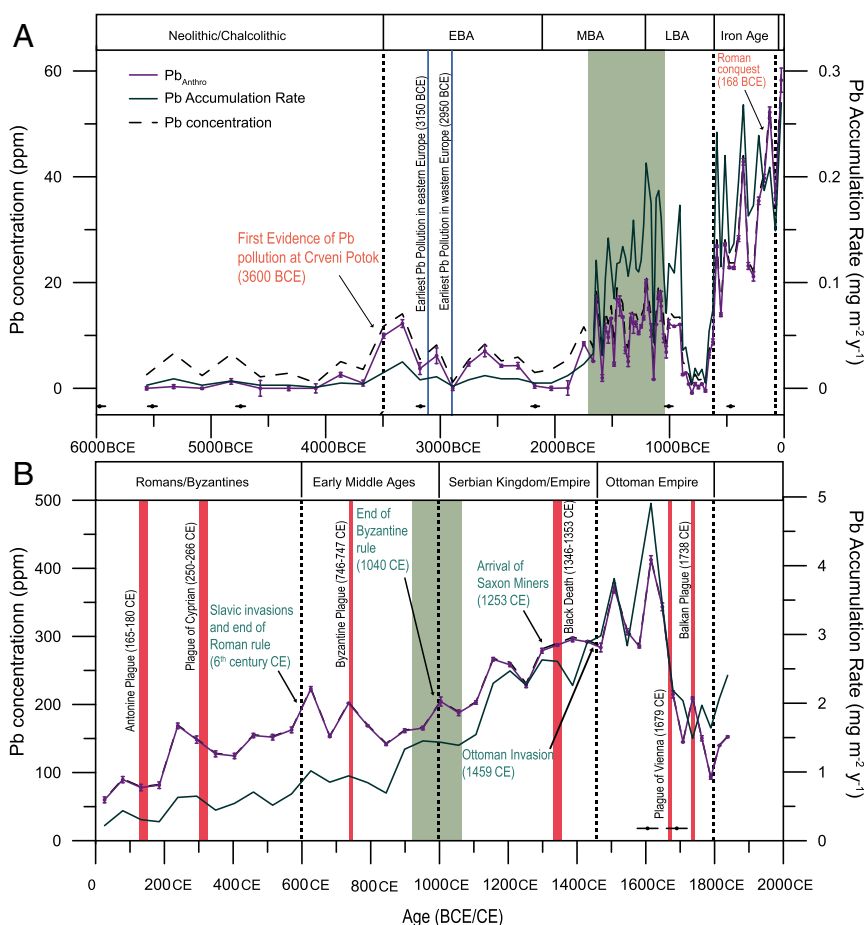 A
Neolithic/Chalcolithic
EBA
MBA
LBA
Iron Age
60
40
20
0
Pb concentrationn (ppm)
Pb Anthro
Pb Accumulation Rate
Pb concentration
First Evidence of Pb
pollution at Crveni Potok
(3600 BCE)
Earliest Pb Pollution in eastern Europe (3150 BCE)
Earliest Pb Pollution in wastern Europe (2950 BCE)
Roman
conquest
(168 BCE)
0.3
0.2
0.1
0
Pb Accumulation Rate (mg m-2 y-1)
6000BCE
5000BCE
4000BCE
3000BCE
2000BCE
1000BCE
0
B
Romans/Byzantines
Early Middle Ages
Serbian Kingdom/Empire
Ottoman Empire
500
400
300
200
100
0
Pb concentrationn (ppm)
Antonine Plague (165-180 CE)
Plague of Cyprian (250-266 CE)
Slavic invasions
and end of
Roman rule
(6th century CE)
Byzantine Plague (746-747 CE)
End of
Byzantine
rule
(1040 CE)
Arrival of
Saxon Miners
(1253 CE)
Black Death (1346-1353 CE)
Ottoman Invasion
(1459 CE)
Plague of Vienna (1679 CE)
Balkan Plague (1738 CE)
5
4
3
2
1
0
Pb Accumulation Rate (mg m-2 y-1)
0
200CE
400CE
600CE
800CE
1000CE
1200CE
1400CE
1600CE
1800CE
2000CE
Age (BCE/CE)